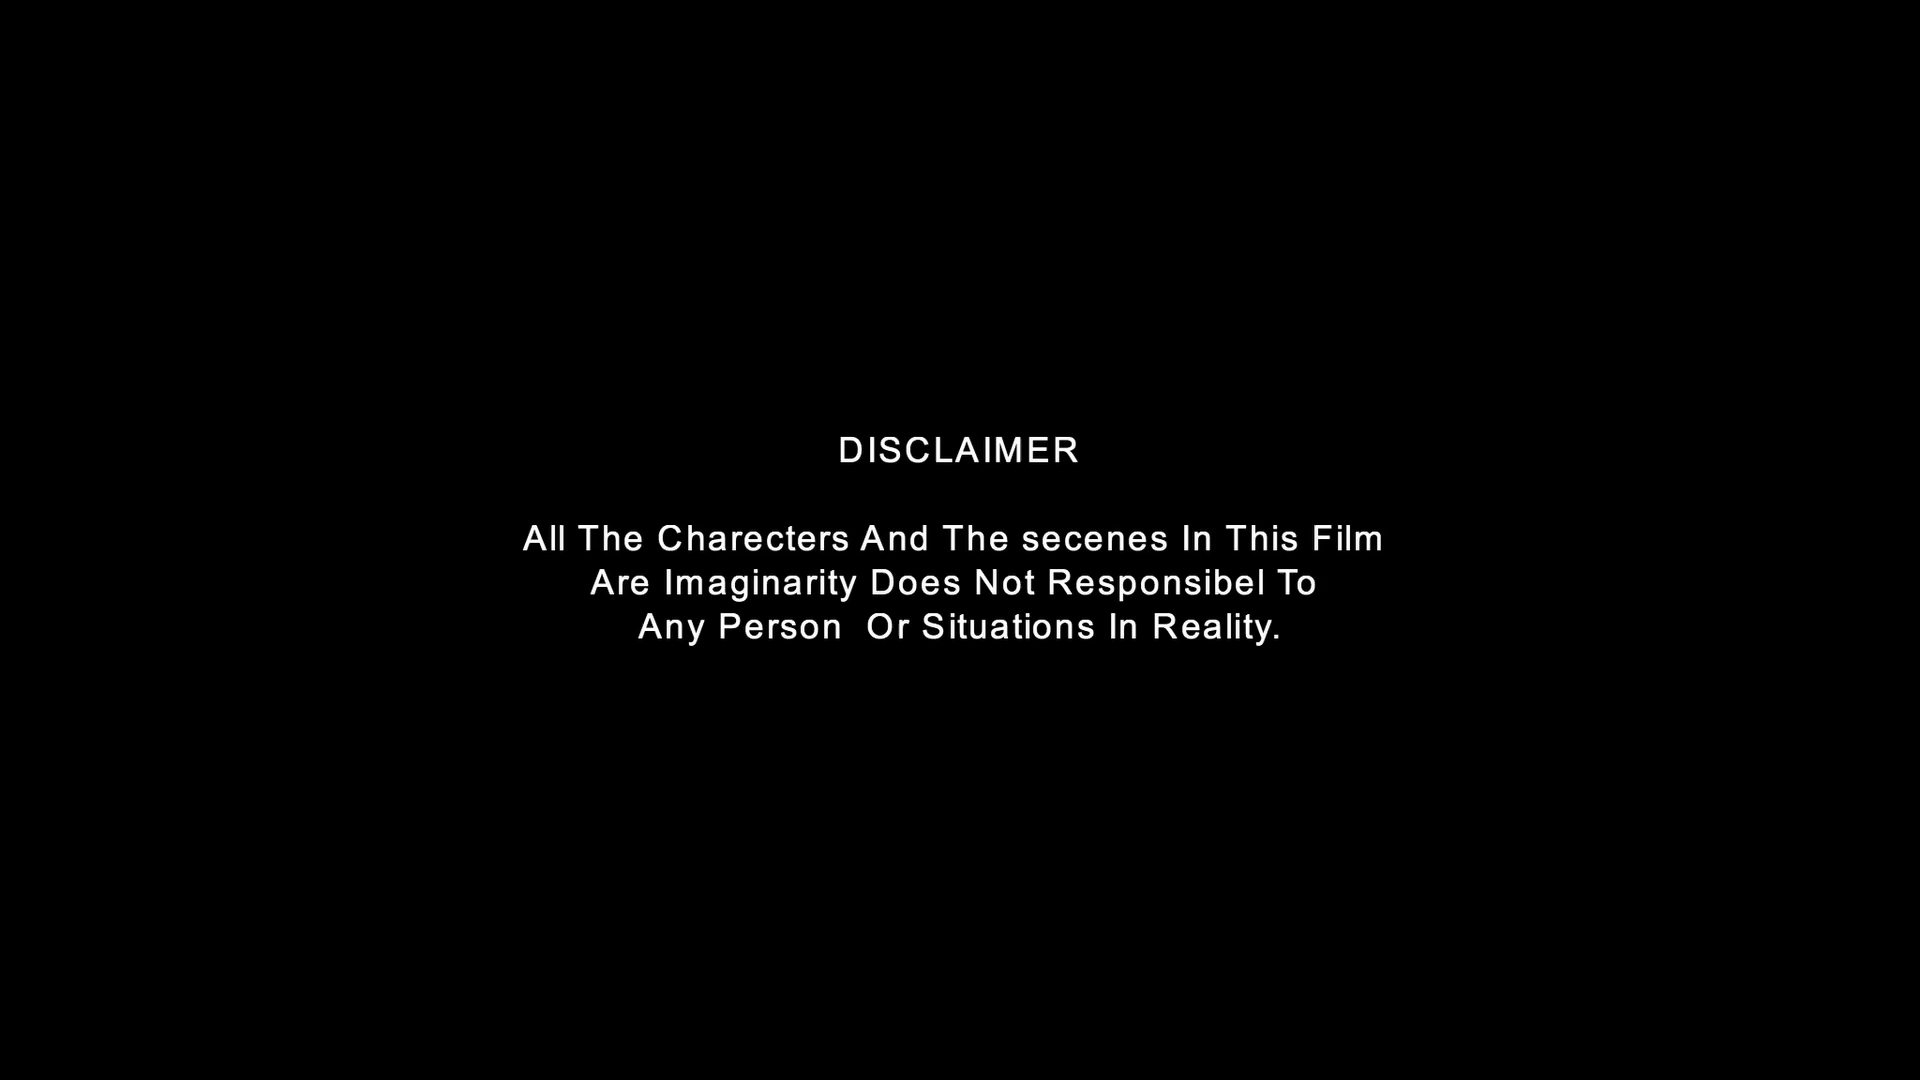 DISCLAIMER
All The Charecters And The secenes In This Film
Are Imaginarity Does Not Responsibel To
Any Person  Or Situations In Reality.